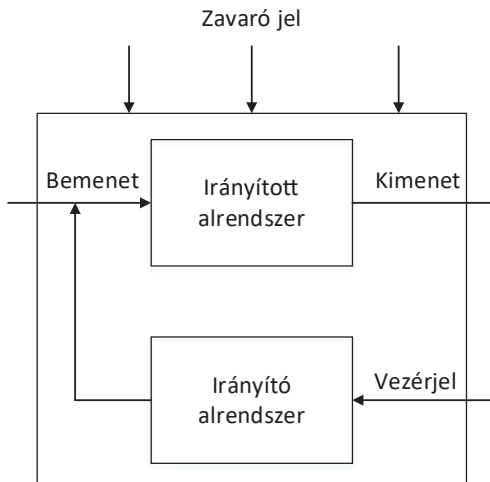 Zavaró jel
Bemenet
Irányított
alrendszer
Kimenet
Irányító
alrendszer
Vezérjel